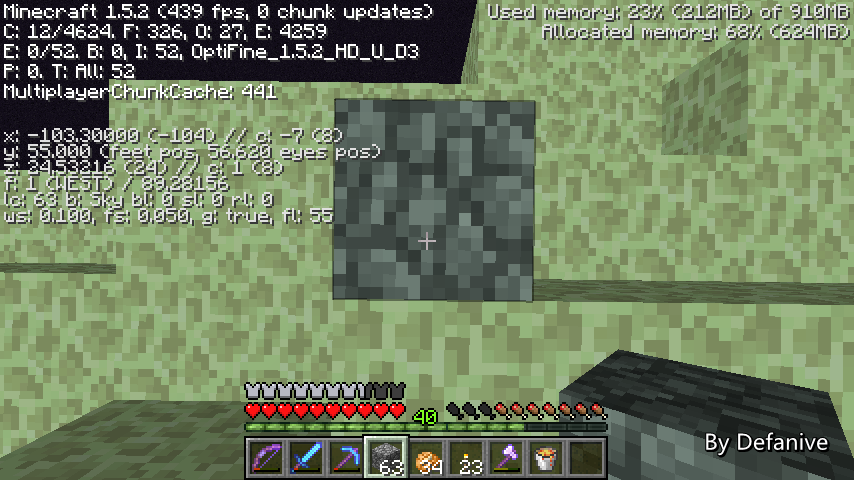 Minecraft 1.5.2 (439 fps, 0 chunk updates)
C: 12/4624. F: 326, O: 27, E: 4259
E: 0/52. B: 0, I: 52, OptiFine_1.5.2_HD_U_D3
P: 0. T: All: 52
MultiplayerChunkCache: 441
Used memory: 23% (212MB) of 910MB
Allocated memory: 68% (624MB)
x: -103.30000 (-104) // c: -7 (8)
y: 55.000 (feet pos, 56.620 eyes pos)
z: 24.53216 (24) // c: 1 (8)
f: 1 (WEST) / 89.28156
lc: 63 b: Sky bl: 0 sl: 0 rl: 0
ws: 0.100, fs: 0.050, g: true, fl: 55
40
63
34
23
By Defanive